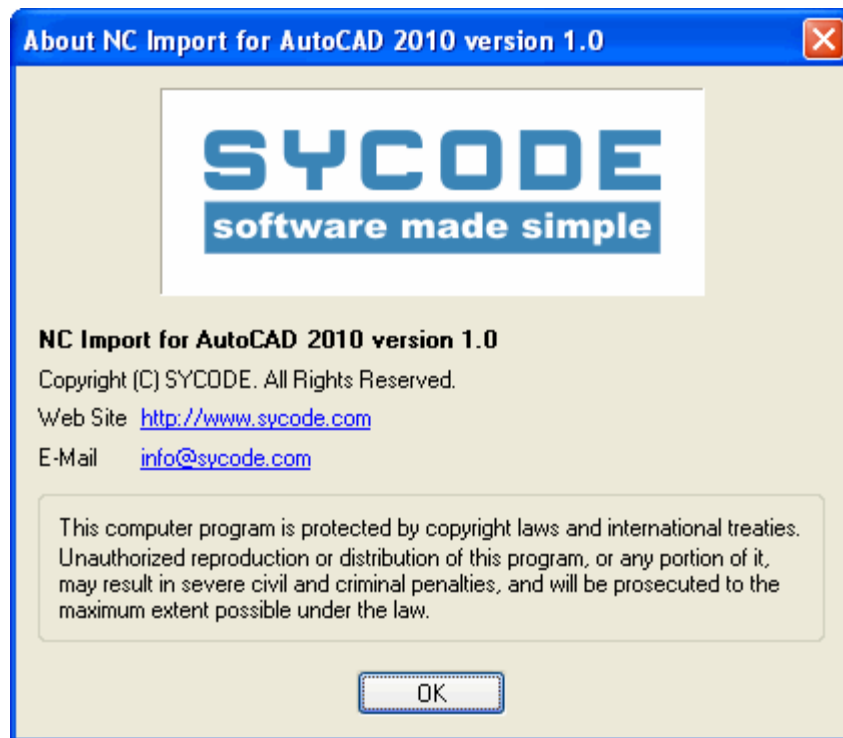 About NC Import for AutoCAD 2010 version 1.0
SYCODE
software made simple
NC Import for AutoCAD 2010 version 1.0
Copyright (C) SYCODE. All Rights Reserved.
Web Site http://www.sycode.com
E-Mail info@sycode.com
This computer program is protected by copyright laws and international treaties.
Unauthorized reproduction or distribution of this program, or any portion of it,
may result in severe civil and criminal penalties, and will be prosecuted to the
maximum extent possible under the law.
OK